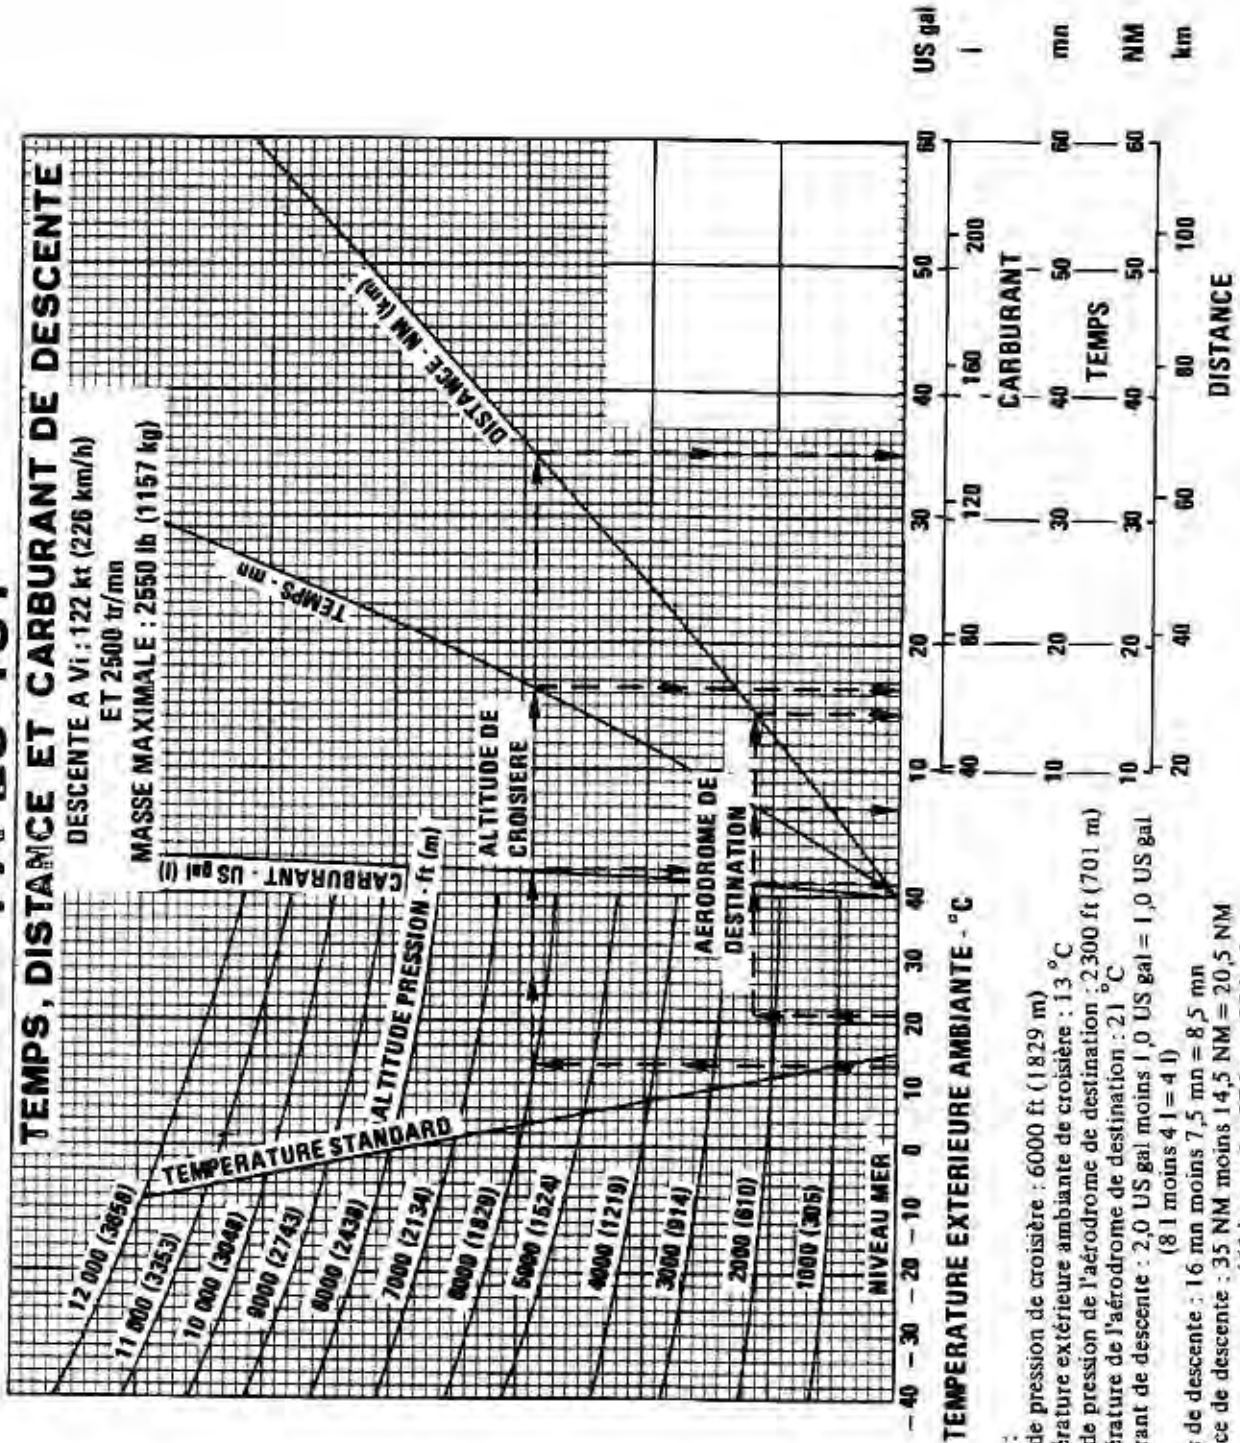 TEMPS, DISTANCE ET CARBURANT DE DESCENTE
DESCENTE A Vi : 122 kt (226 km/h)
ET 2500 tr/mn
MASSE MAXIMALE : 2550 lb (1157 kg)
CARBURANT - US gal (l)
TEMPS - mn
DISTANCE - NM (km)
ALTITUDE PRESSION - ft (m)
TEMPERATURE STANDARD
12 000 (3658)
11 000 (3353)
10 000 (3048)
9000 (2743)
8000 (2438)
7000 (2134)
6000 (1829)
5000 (1524)
4000 (1219)
3000 (914)
2000 (610)
1000 (305)
NIVEAU MER
ALTITUDE DE
CROISIERE
AERODROME DE
DESTINATION
-40 -30 -20 -10 0 10 20 30 40
TEMPERATURE EXTERIEURE AMBIANTE - °C
10 20 30 40 50 60 US gal
40 80 120 160 200 l
CARBURANT
10 20 30 40 50 60 mn
TEMPS
10 20 30 40 50 60 NM
20 40 60 80 100 km
DISTANCE
de pression de croisière : 6000 ft (1829 m)
rature extérieure ambiante de croisière : 13 °C
de pression de l'aérodrome de destination : 2300 ft (701 m)
rature de l'aérodrome de destination : 21 °C
rant de descente : 2,0 US gal moins 1,0 US gal = 1,0 US gal
(8 l moins 4 l = 4 l)
de descente : 16 mn moins 7,5 mn = 8,5 mn
ce de descente : 35 NM moins 14,5 NM = 20,5 NM